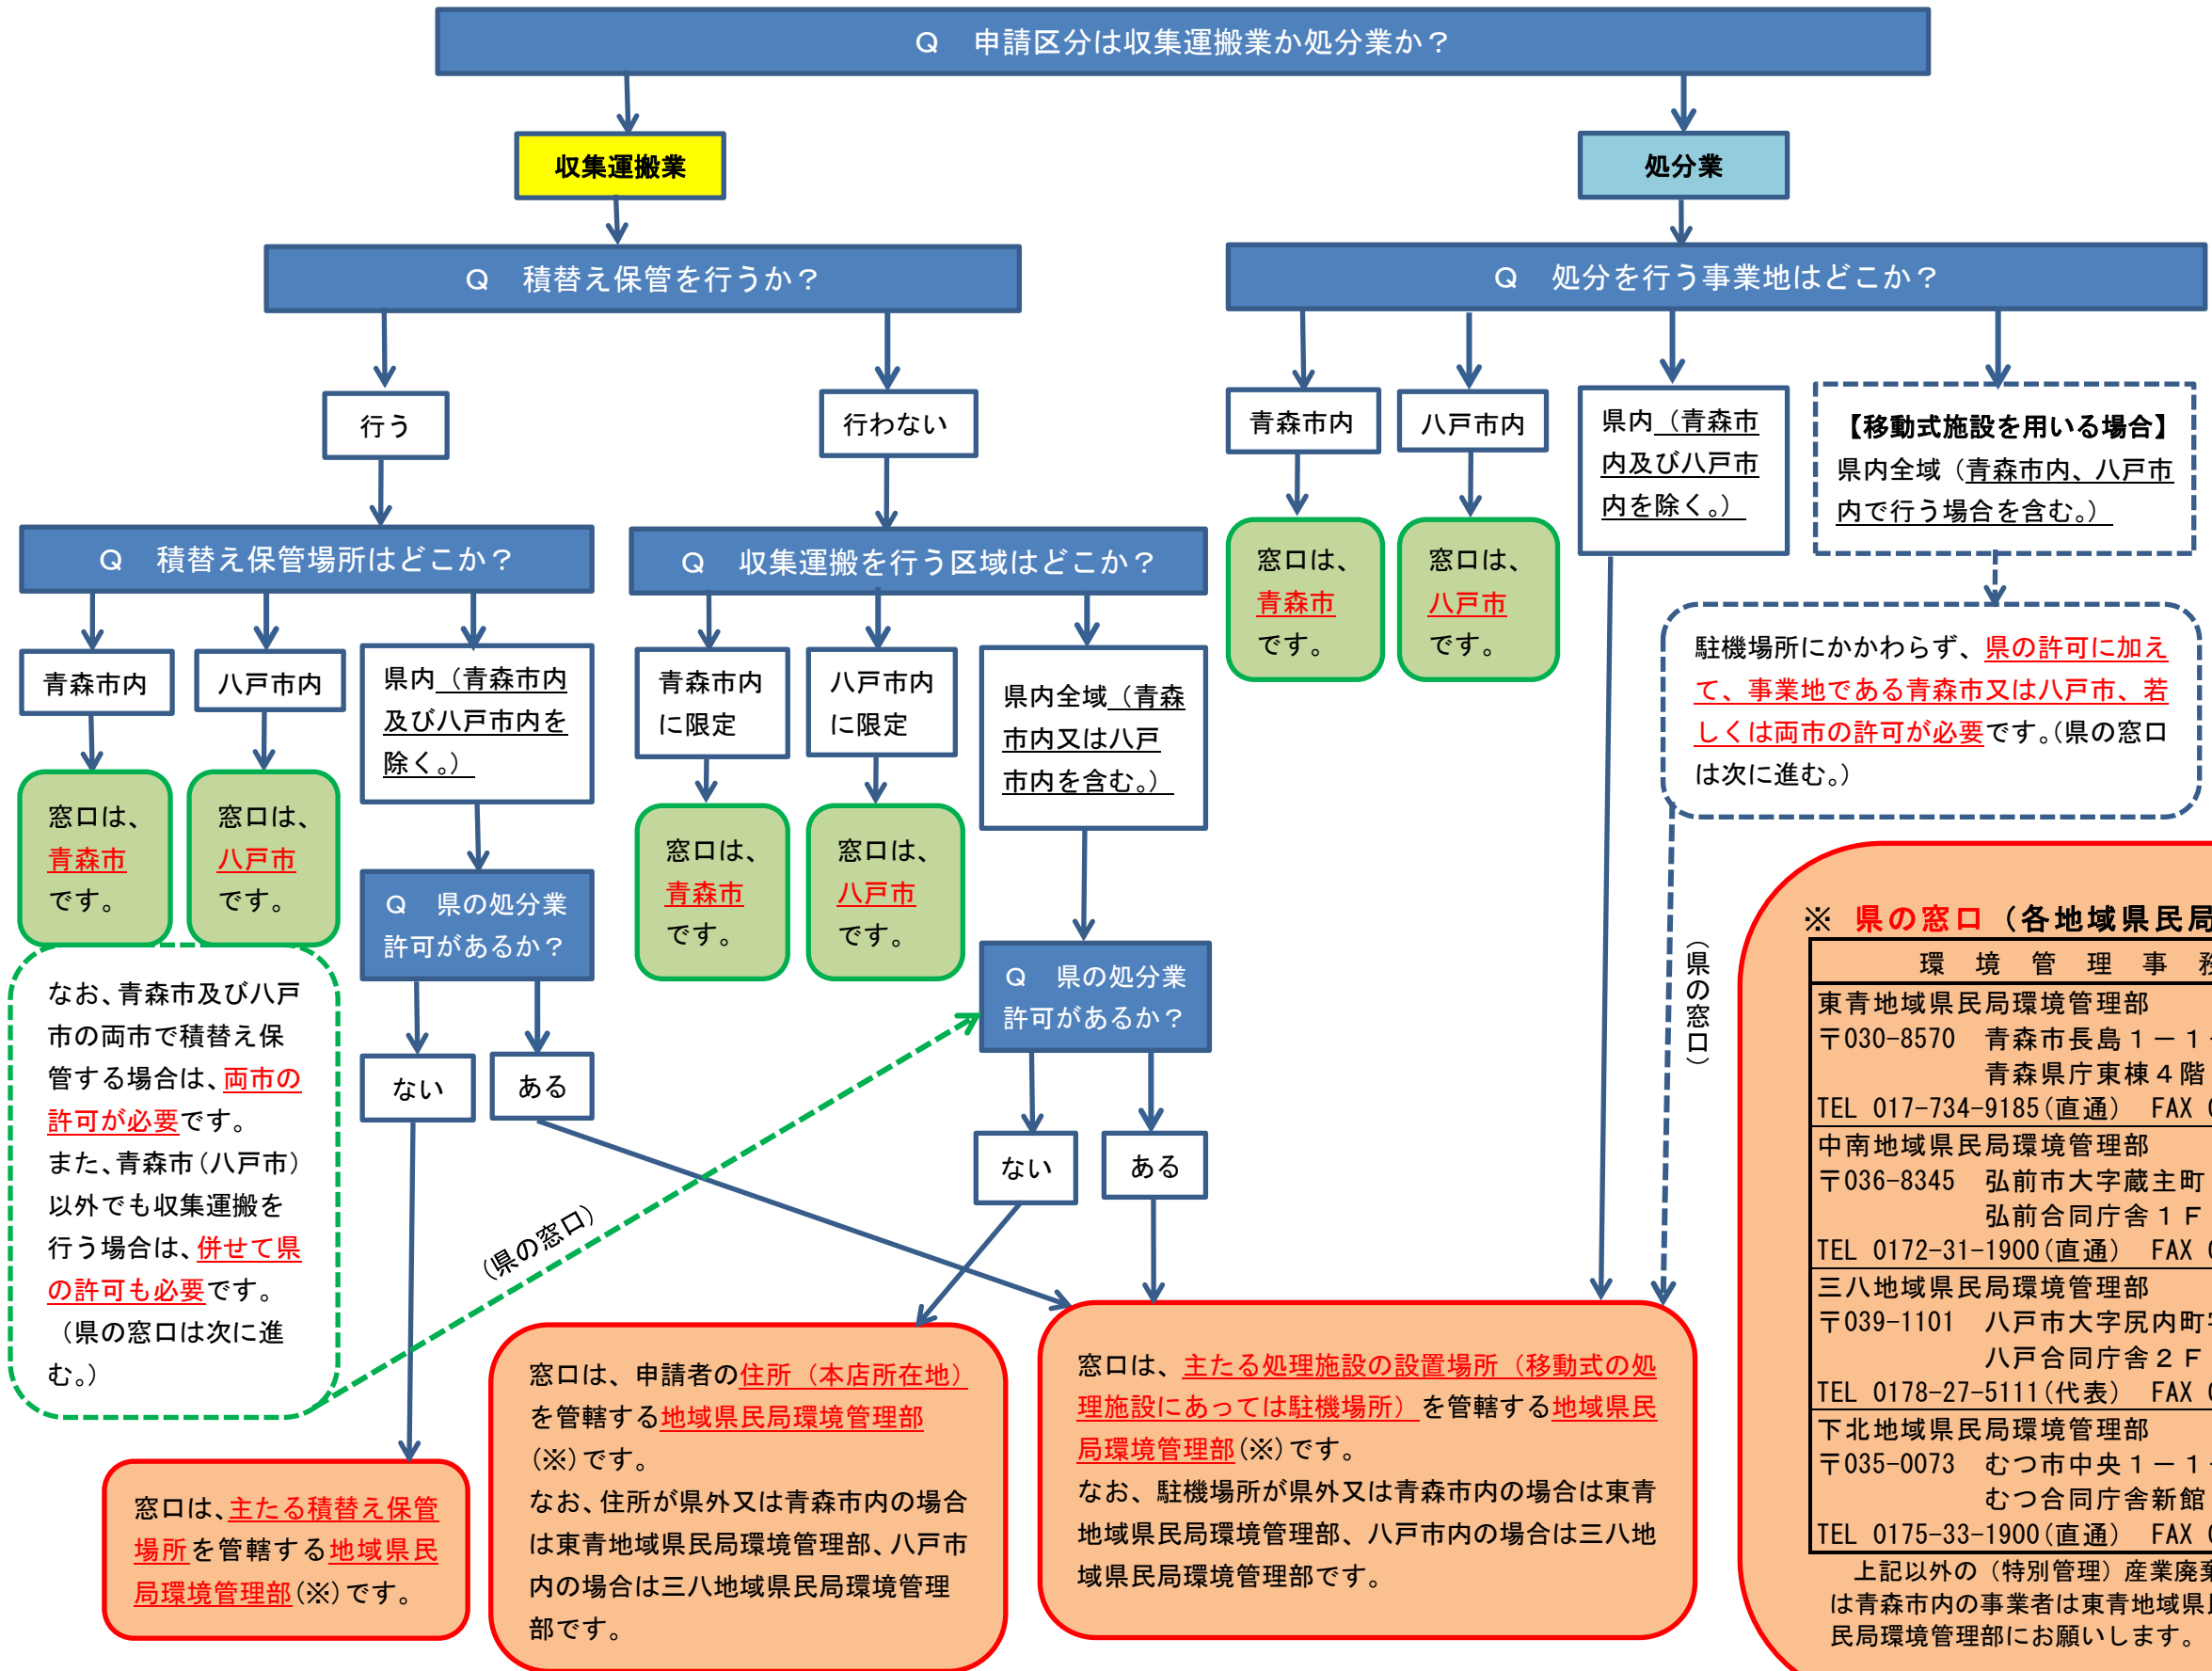 Q　申請区分は収集運搬業か処分業か？
収集運搬業
処分業
Q　積替え保管を行うか？
Q　処分を行う事業地はどこか？
行う
行わない
青森市内
八戸市内
県内（青森市
内及び八戸市
内を除く。）
【移動式施設を用いる場合】
県内全域（青森市内、八戸市
内で行う場合を含む。）
Q　積替え保管場所はどこか？
Q　収集運搬を行う区域はどこか？
窓口は、
青森市
です。
窓口は、
八戸市
です。
青森市内
八戸市内
県内（青森市内
及び八戸市内を
除く。）
青森市内
に限定
八戸市内
に限定
県内全域（青森
市内又は八戸
市内を含む。）
駐機場所にかかわらず、県の許可に加え
て、事業地である青森市又は八戸市、若
しくは両市の許可が必要です。（県の窓口
は次に進む。）
窓口は、
青森市
です。
窓口は、
八戸市
です。
窓口は、
青森市
です。
窓口は、
八戸市
です。
Q　県の処分業
許可があるか？
Q　県の処分業
許可があるか？
なお、青森市及び八戸
市の両市で積替え保
管する場合は、両市の
許可が必要です。
また、青森市（八戸市）
以外でも収集運搬を
行う場合は、併せて県
の許可も必要です。
（県の窓口は次に進
む。）
ない
ある
ない
ある
（県の窓口）
（県の窓口）
窓口は、主たる積替え保管
場所を管轄する地域県民
局環境管理部（※）です。
窓口は、申請者の住所（本店所在地）
を管轄する地域県民局環境管理部
（※）です。
なお、住所が県外又は青森市内の場合
は東青地域県民局環境管理部、八戸市
内の場合は三八地域県民局環境管理
部です。
窓口は、主たる処理施設の設置場所（移動式の処
理施設にあっては駐機場所）を管轄する地域県民
局環境管理部（※）です。
なお、駐機場所が県外又は青森市内の場合は東青
地域県民局環境管理部、八戸市内の場合は三八地
域県民局環境管理部です。
※　県の窓口（各地域県民局
環　境　管　理　事　務
東青地域県民局環境管理部
〒030-8570　青森市長島１－１－
青森県庁東棟４階
TEL 017-734-9185(直通)　FAX
中南地域県民局環境管理部
〒036-8345　弘前市大字蔵主町
弘前合同庁舎１Ｆ
TEL 0172-31-1900(直通)　FAX
三八地域県民局環境管理部
〒039-1101　八戸市大字尻内町
八戸合同庁舎２Ｆ
TEL 0178-27-5111(代表)　FAX
下北地域県民局環境管理部
〒035-0073　むつ市中央１－１－
むつ合同庁舎新館
TEL 0175-33-1900(直通)　FAX
上記以外の（特別管理）産業廃棄
は青森市内の事業者は東青地域県
民局環境管理部にお願いします。